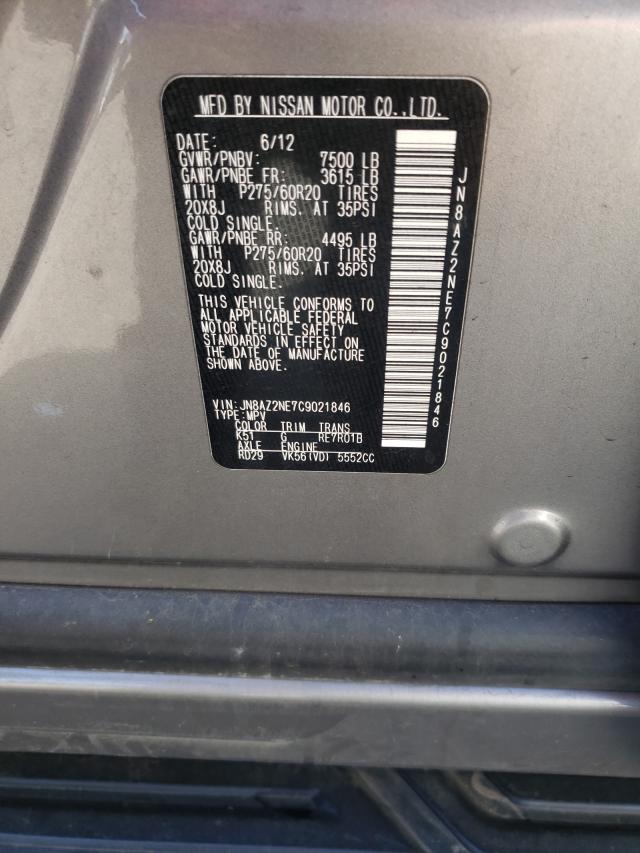 MFD BY NISSAN MOTOR CO.,LTD.
DATE: 6/12
GVWR/PNBV: 7500 LB
GAWR/PNBE FR: 3615 LB
WITH P275/60R20 TIRES
20X8J RIMS. AT 35PSI
COLD SINGLE.
GAWR/PNBE RR: 4495 LB
WITH P275/60R20 TIRES
20X8J RIMS. AT 35PSI
COLD SINGLE.
THIS VEHICLE CONFORMS TO
ALL APPLICABLE FEDERAL
MOTOR VEHICLE SAFETY
STANDARDS IN EFFECT ON
THE DATE OF MANUFACTURE
SHOWN ABOVE.
VIN:JN8AZ2NE7C9021846
TYPE:MPV
COLOR TRIM TRANS
K51 G RE7R01B
AXLE ENGINE
RD29 VK56(VD) 5552CC
JN8AZ2NE7C9021846